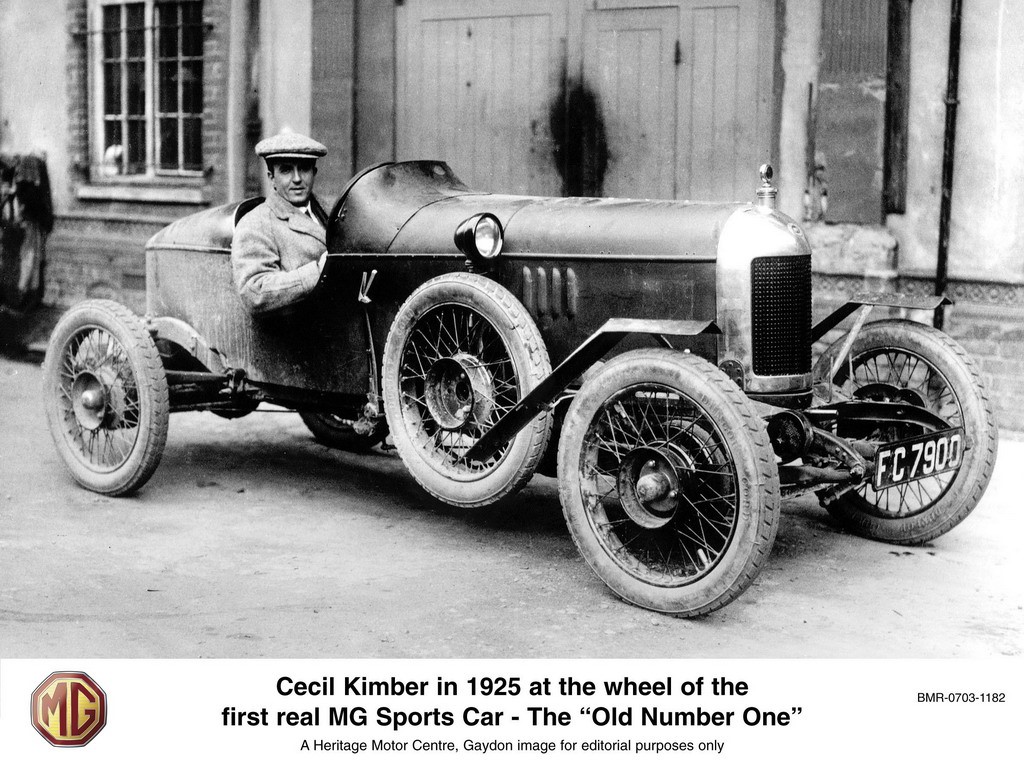 FC 7900
MG
Cecil Kimber in 1925 at the wheel of the
first real MG Sports Car - The “Old Number One”
A Heritage Motor Centre, Gaydon image for editorial purposes only
BMR-0703-1182